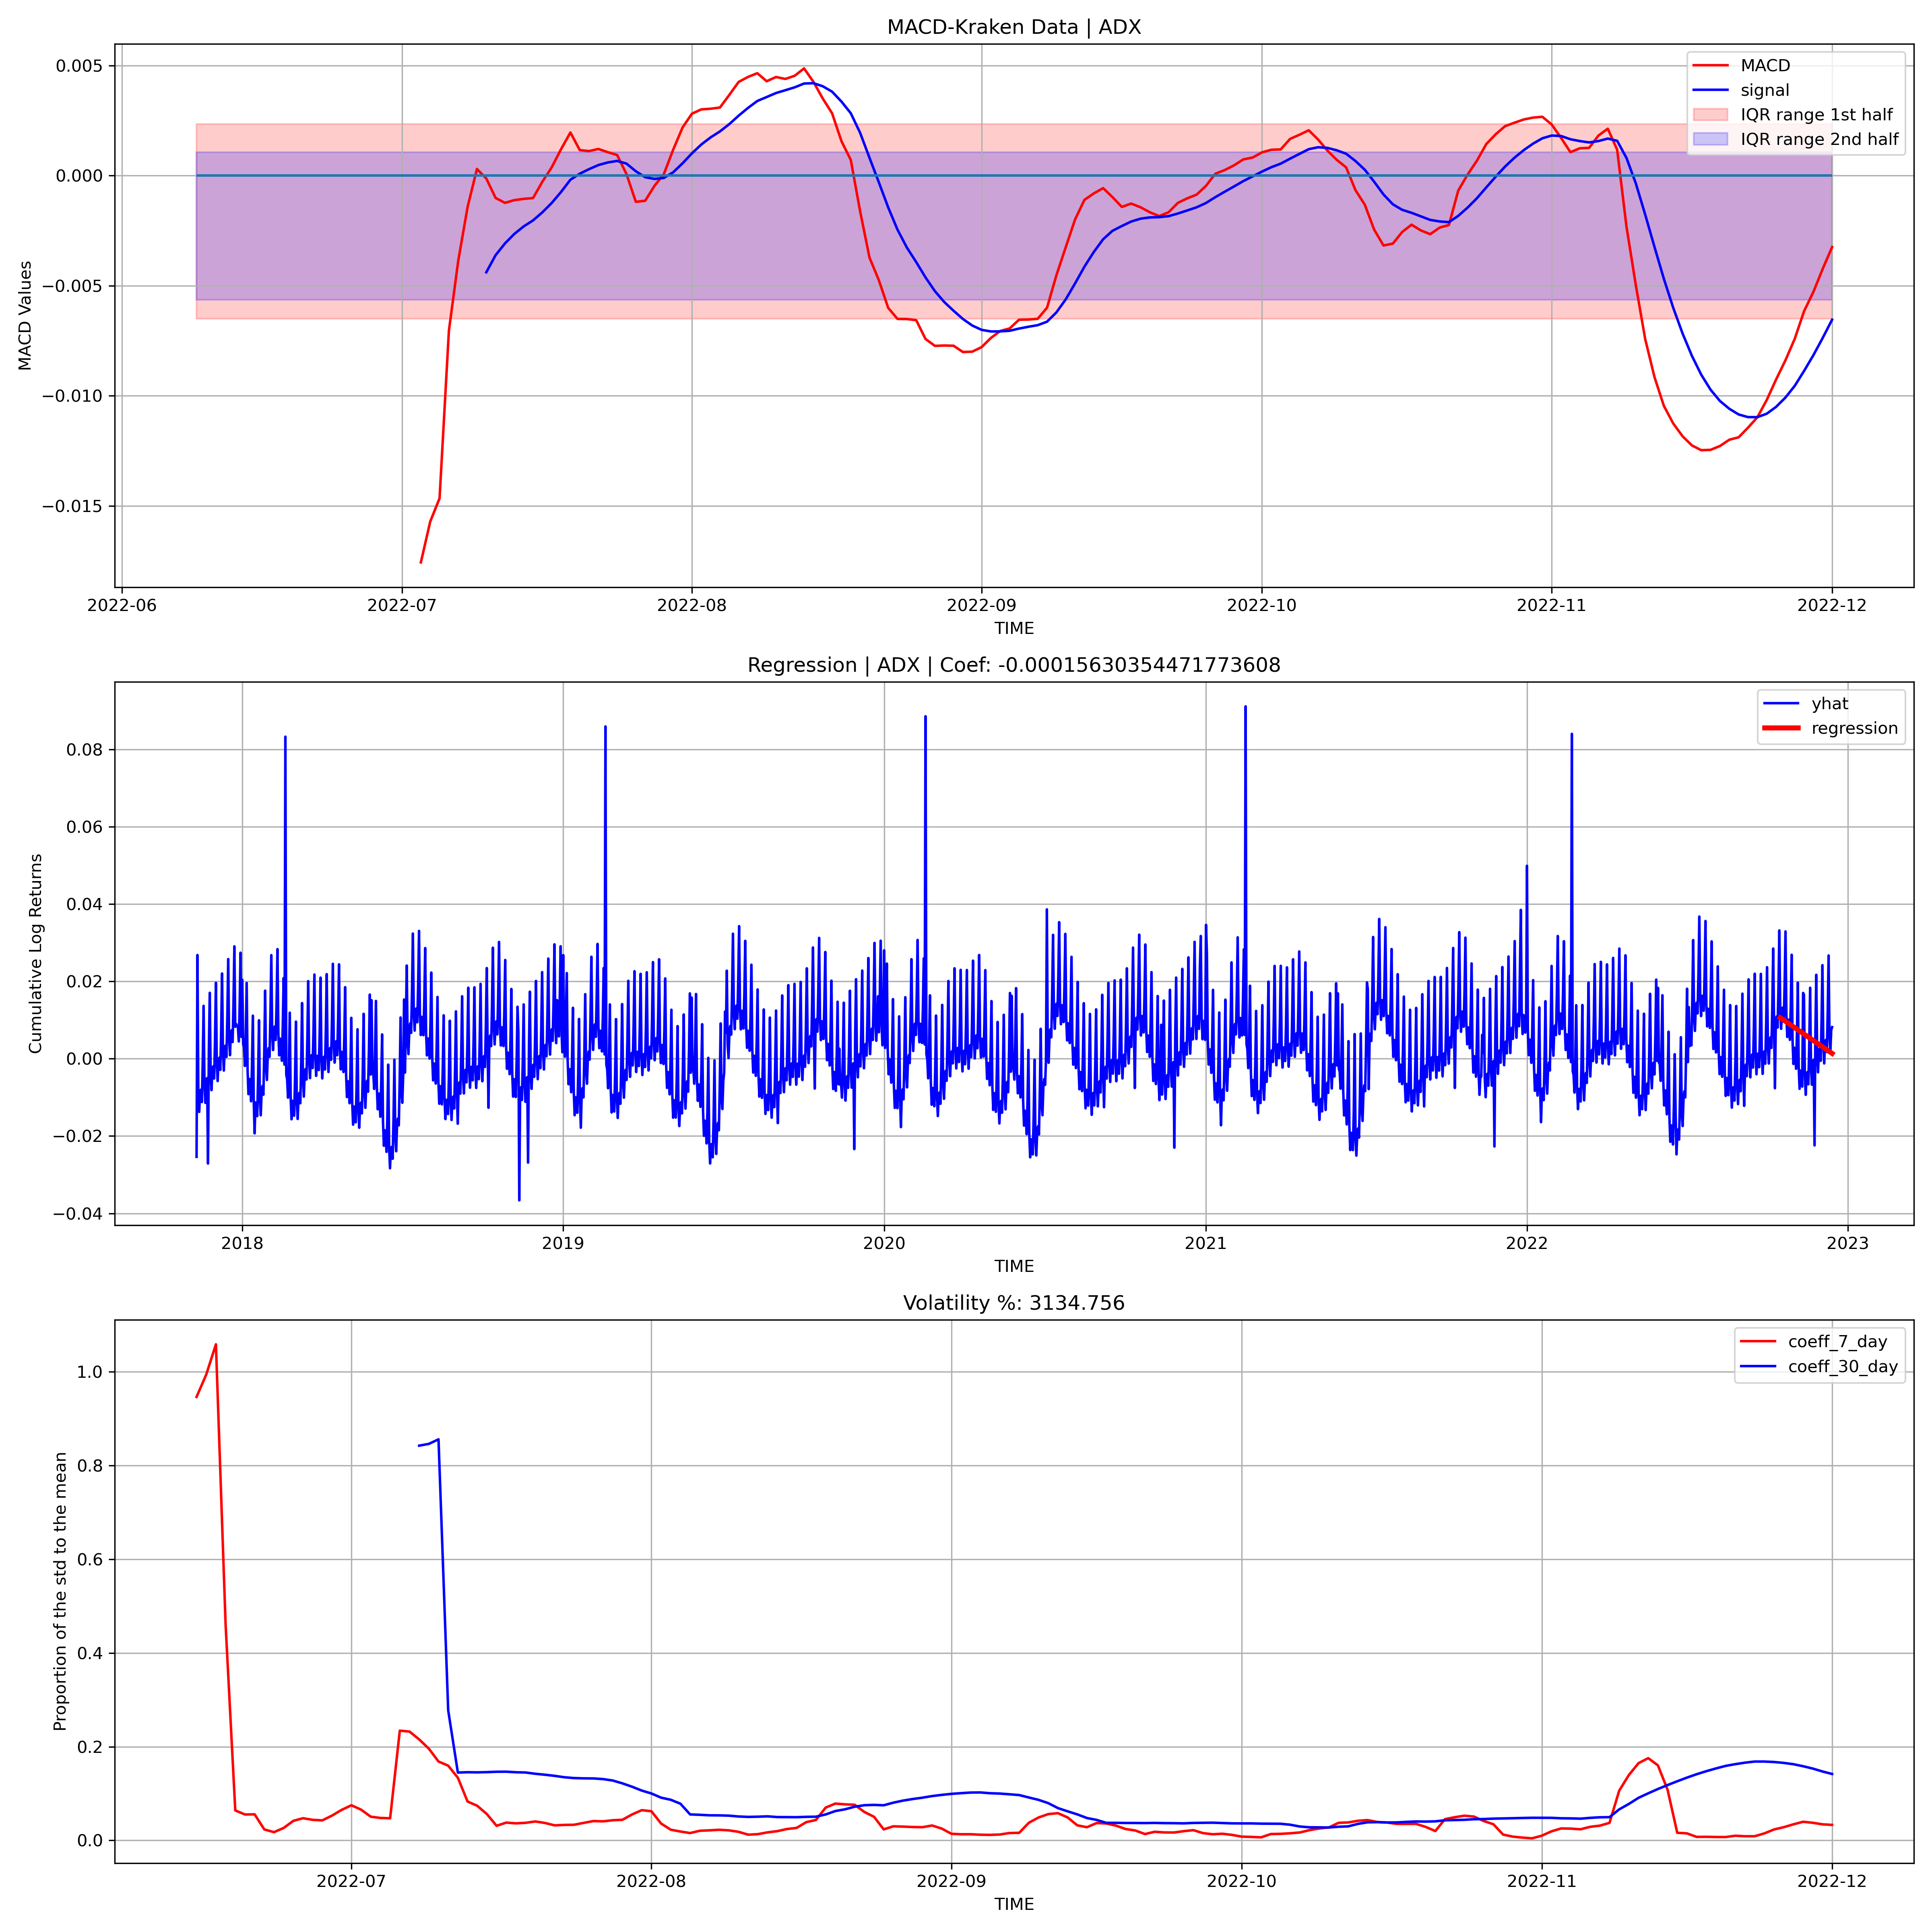 MACD-Kraken Data | ADX
MACD
signal
IQR range 1st half
IQR range 2nd half
0.005
0.000
−0.005
−0.010
−0.015
MACD Values
2022-06 2022-07 2022-08 2022-09 2022-10 2022-11 2022-12
TIME
Regression | ADX | Coef: -0.00015630354471773608
yhat
regression
0.08
0.06
0.04
0.02
0.00
−0.02
−0.04
Cumulative Log Returns
2018 2019 2020 2021 2022 2023
TIME
Volatility %: 3134.756
coeff_7_day
coeff_30_day
1.0
0.8
0.6
0.4
0.2
0.0
Proportion of the std to the mean
2022-07 2022-08 2022-09 2022-10 2022-11 2022-12
TIME